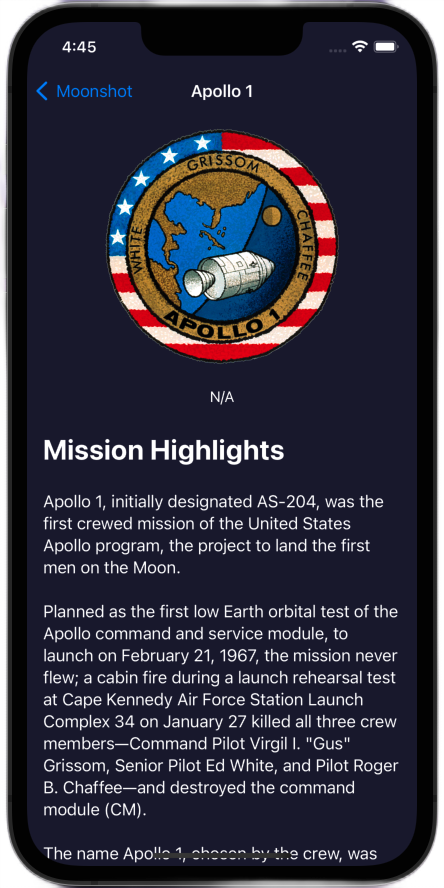 4:45
Moonshot
Apollo 1
GRISSOM
WHITE
CHAFFEE
APOLLO 1
N/A
Mission Highlights
Apollo 1, initially designated AS-204, was the
first crewed mission of the United States
Apollo program, the project to land the first
men on the Moon.
Planned as the first low Earth orbital test of the
Apollo command and service module, to
launch on February 21, 1967, the mission never
flew; a cabin fire during a launch rehearsal test
at Cape Kennedy Air Force Station Launch
Complex 34 on January 27 killed all three crew
members—Command Pilot Virgil I. "Gus"
Grissom, Senior Pilot Ed White, and Pilot Roger
B. Chaffee—and destroyed the command
module (CM).
The name Apollo 1, chosen by the crew, was